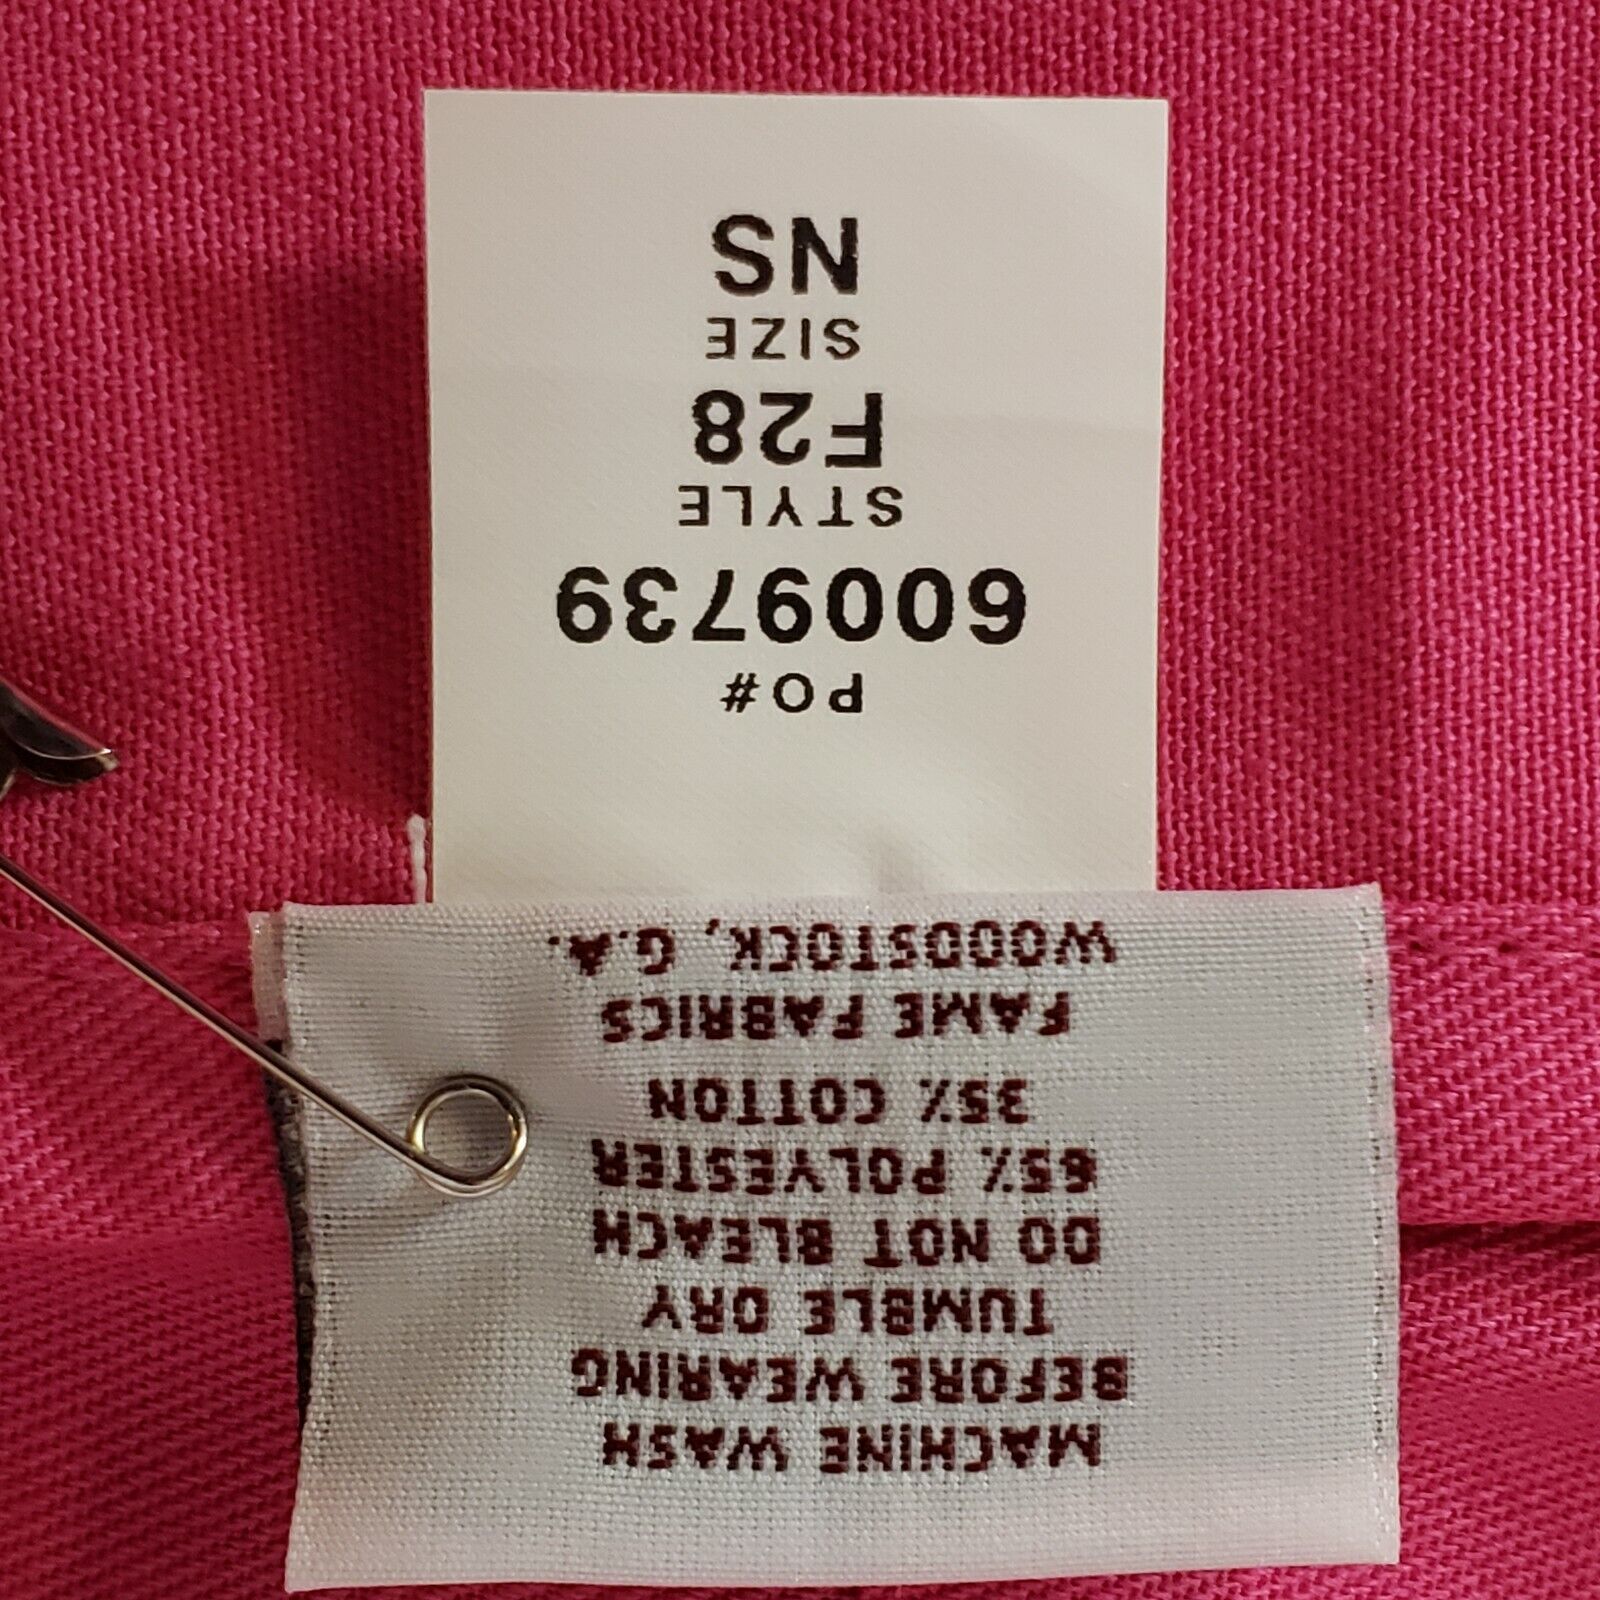 MACHINE WASH
BEFORE WEARING
TUMBLE DRY
DO NOT BLEACH
65% POLYESTER
35% COTTON
FAME FABRICS
WOODSTOCK, G.A.
PO#
6009739
STYLE
F28
SIZE
NS